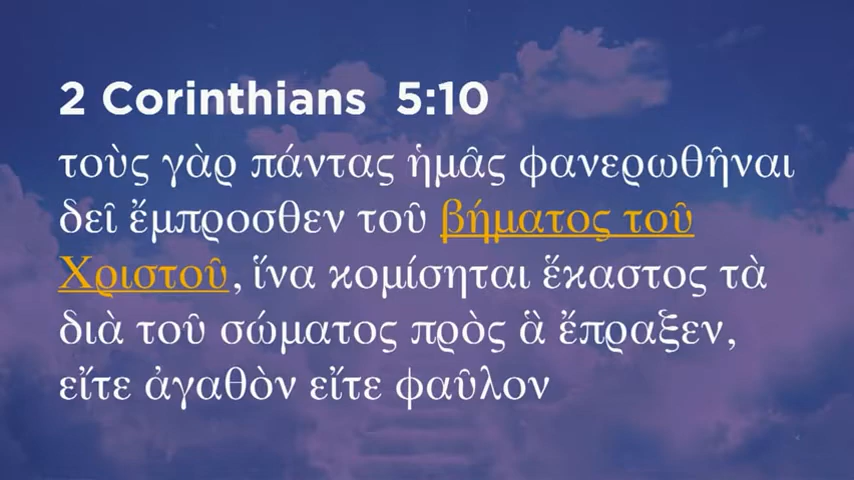 2 Corinthians 5:10
τοὺς γὰρ πάντας ἡμᾶς φανερωθῆναι
δεῖ ἔμπροσθεν τοῦ βήματος τοῦ
Χριστοῦ, ἵνα κομίσηται ἕκαστος τὰ
διὰ τοῦ σώματος πρὸς ἃ ἔπραξεν,
εἴτε ἀγαθὸν εἴτε φαῦλον